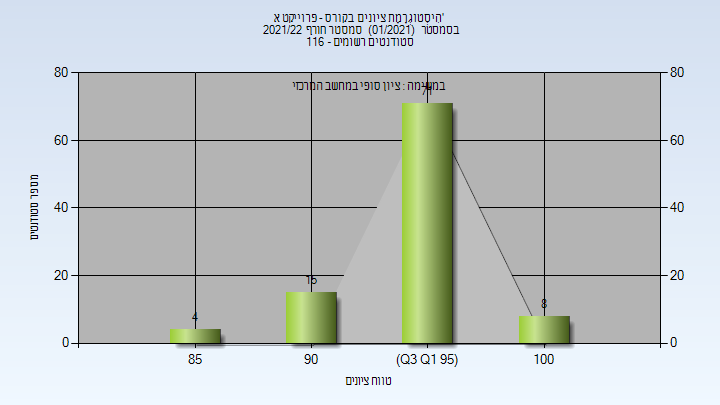 היסטוגרמת ציונים בקורס - פרוייקט א'
בסמסטר (01/2021) סמסטר חורף 2021/22
סטודנטים רשומים - 116
במשימה : ציון סופי במחשב המרכזי
80
60
40
20
0
80
60
40
20
0
מספר סטודנטים
4
15
71
8
85
90
(Q3 Q1 95)
100
טווח ציונים